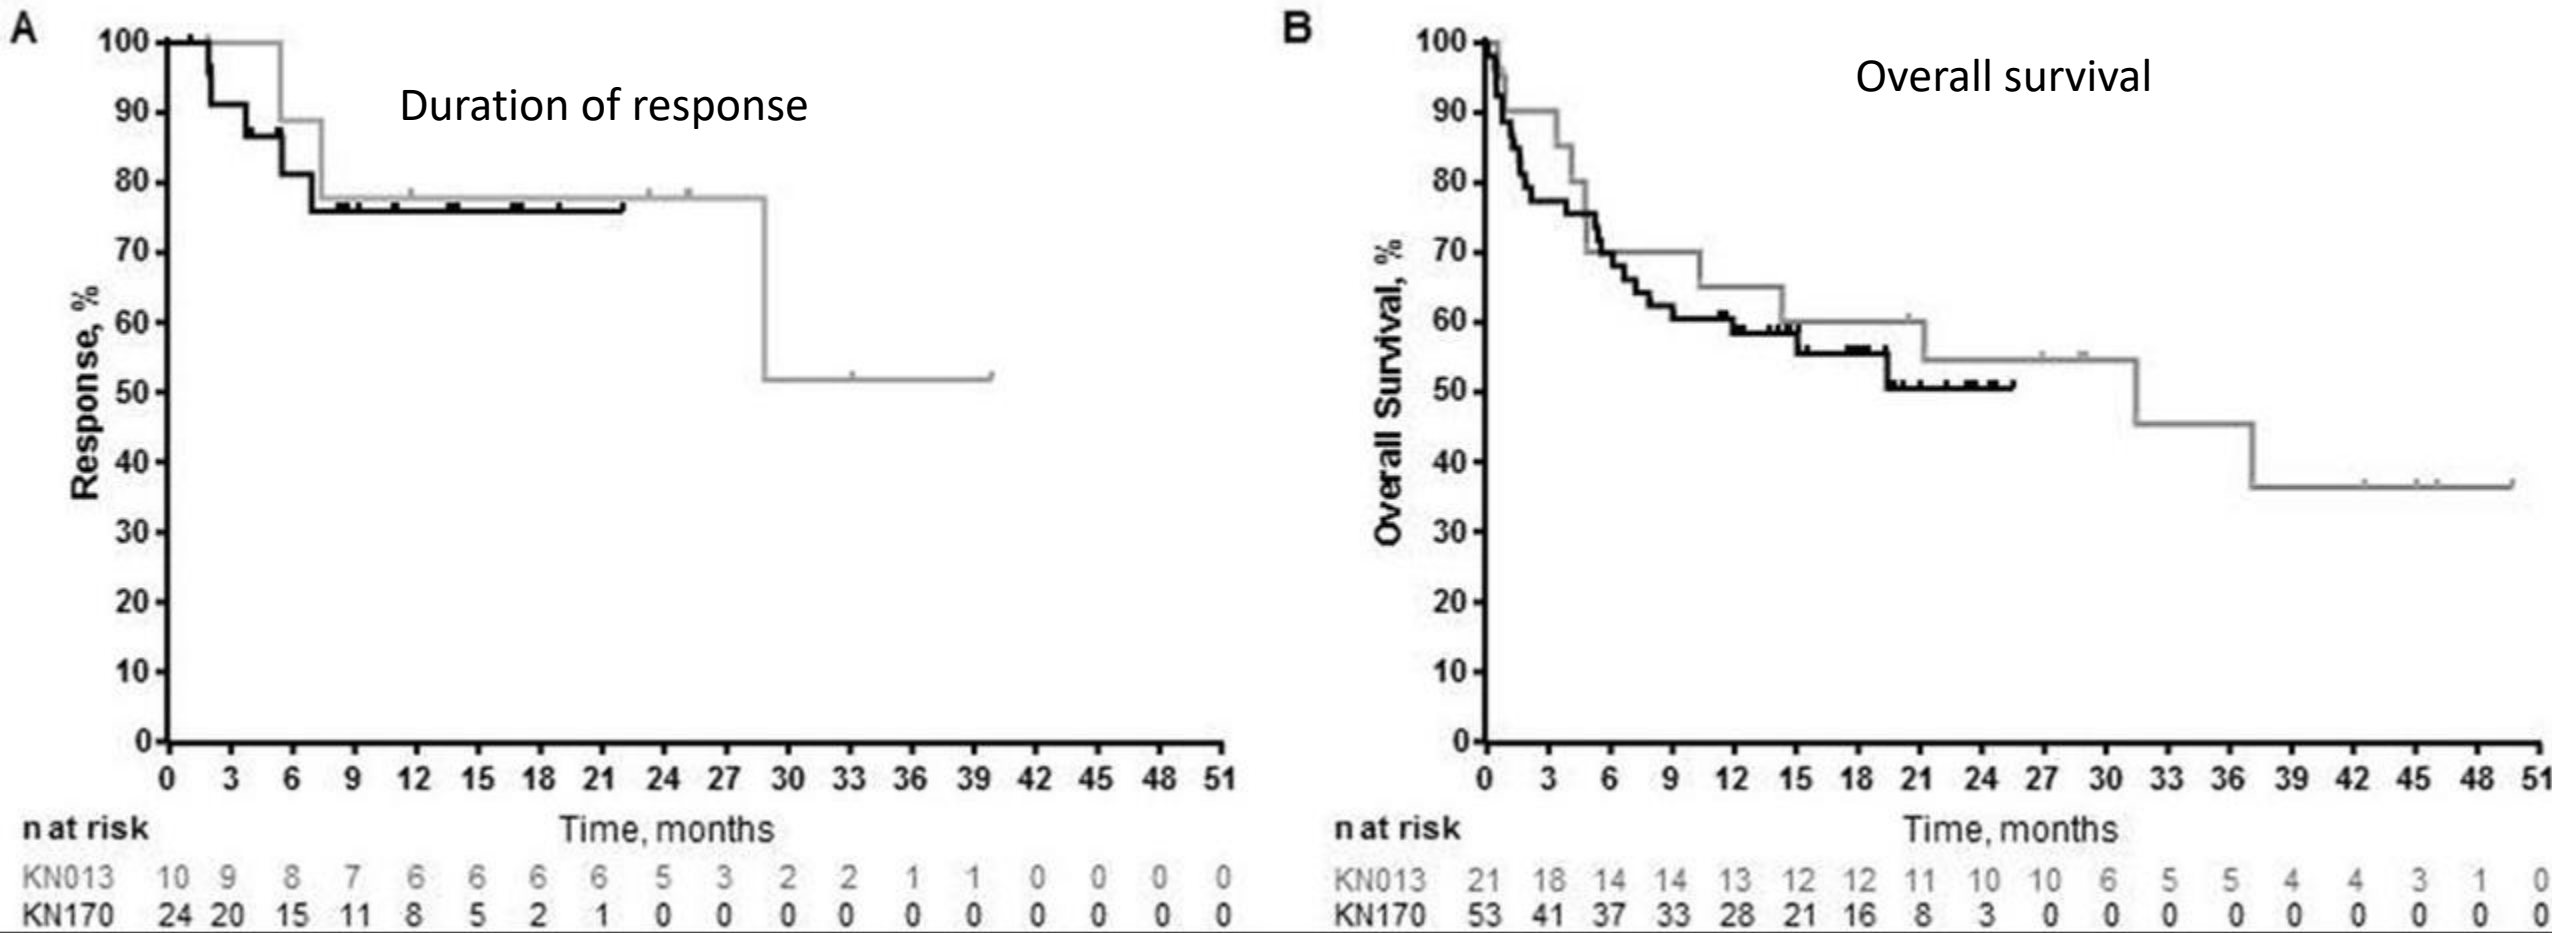 A
Duration of response
Response, %
100
90
80
70
60
50
40
30
20
10
0
0 3 6 9 12 15 18 21 24 27 30 33 36 39 42 45 48 51
n at risk
Time, months
KN013 10 9 8 7 6 6 6 6 5 3 2 2 1 1 0 0 0 0
KN170 24 20 15 11 8 5 2 1 0 0 0 0 0 0 0 0 0 0
B
Overall survival
Overall Survival, %
100
90
80
70
60
50
40
30
20
10
0
0 3 6 9 12 15 18 21 24 27 30 33 36 39 42 45 48 51
n at risk
Time, months
KN013 21 18 14 14 13 12 12 11 10 10 6 5 5 4 4 3 1 0
KN170 53 41 37 33 28 21 16 8 3 0 0 0 0 0 0 0 0 0